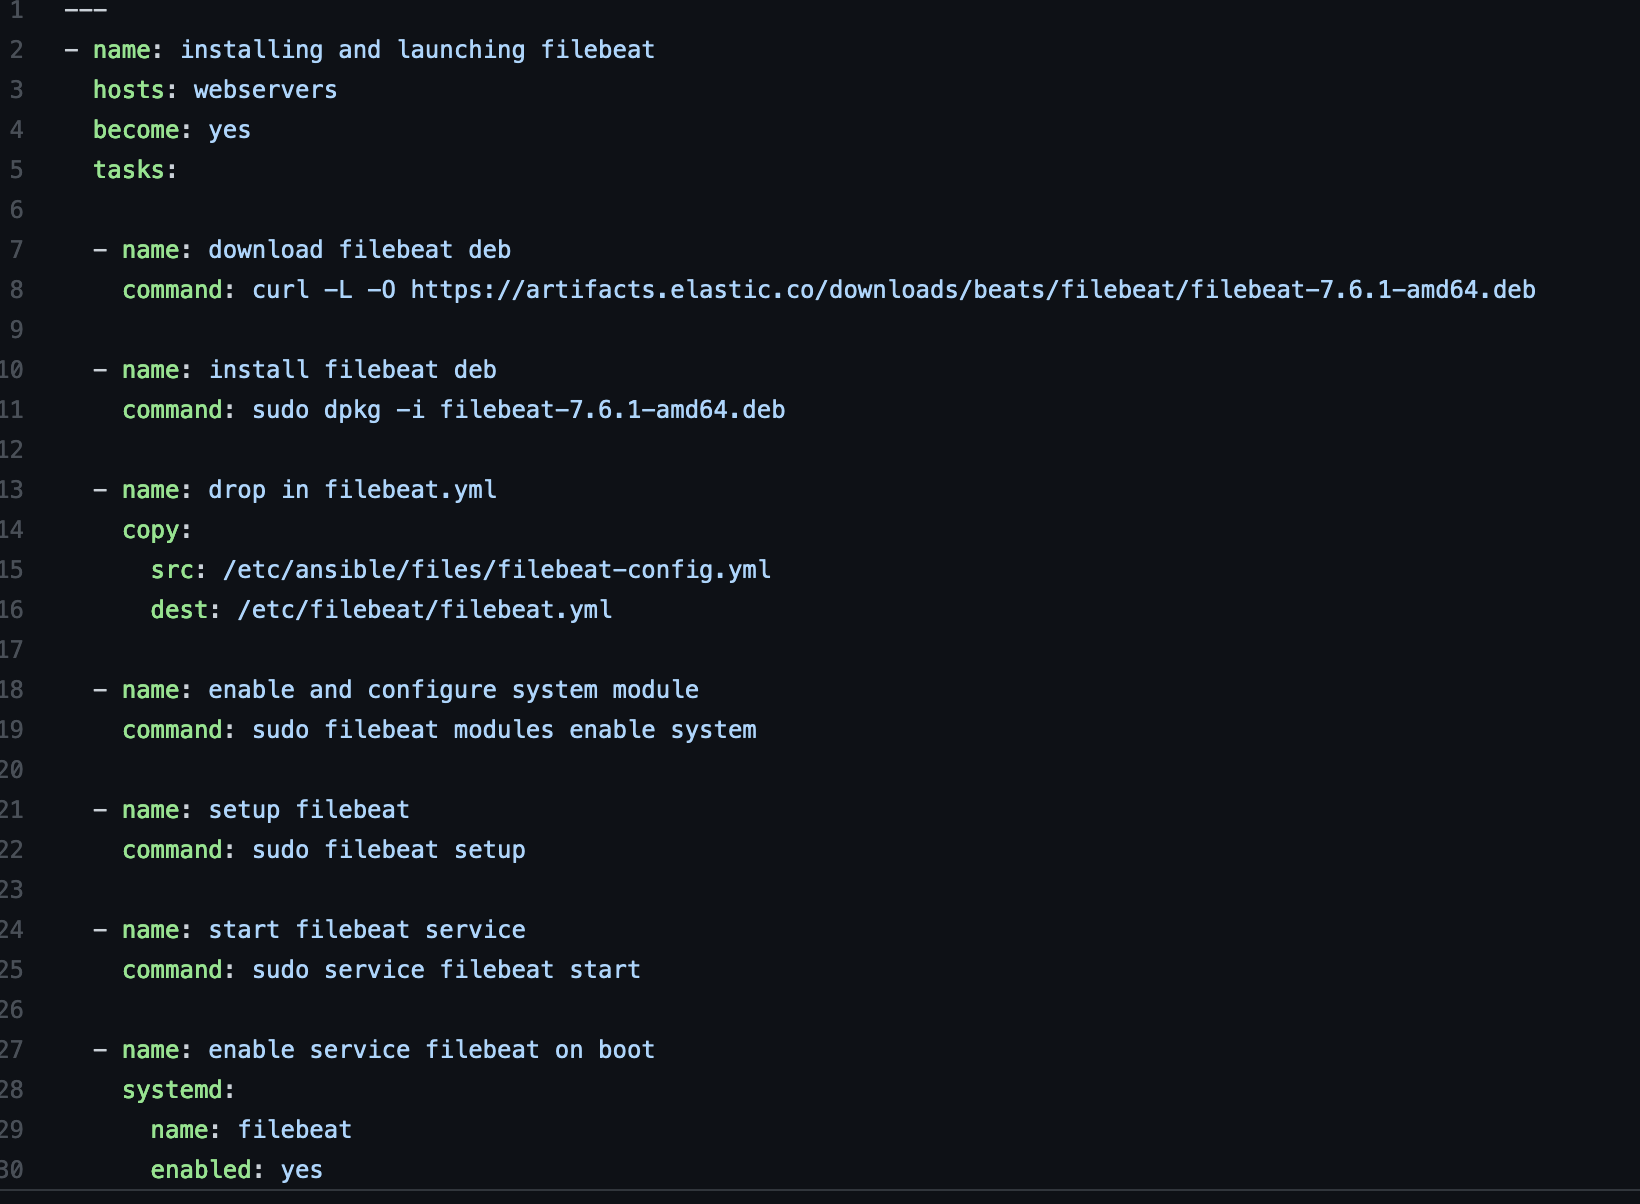 1 ---
2 - name: installing and launching filebeat
3   hosts: webservers
4   become: yes
5   tasks:
6
7   - name: download filebeat deb
8     command: curl -L -O https://artifacts.elastic.co/downloads/beats/filebeat/filebeat-7.6.1-amd64.deb
9
10   - name: install filebeat deb
11     command: sudo dpkg -i filebeat-7.6.1-amd64.deb
12
13   - name: drop in filebeat.yml
14     copy:
15       src: /etc/ansible/files/filebeat-config.yml
16       dest: /etc/filebeat/filebeat.yml
17
18   - name: enable and configure system module
19     command: sudo filebeat modules enable system
20
21   - name: setup filebeat
22     command: sudo filebeat setup
23
24   - name: start filebeat service
25     command: sudo service filebeat start
26
27   - name: enable service filebeat on boot
28     systemd:
29       name: filebeat
30       enabled: yes